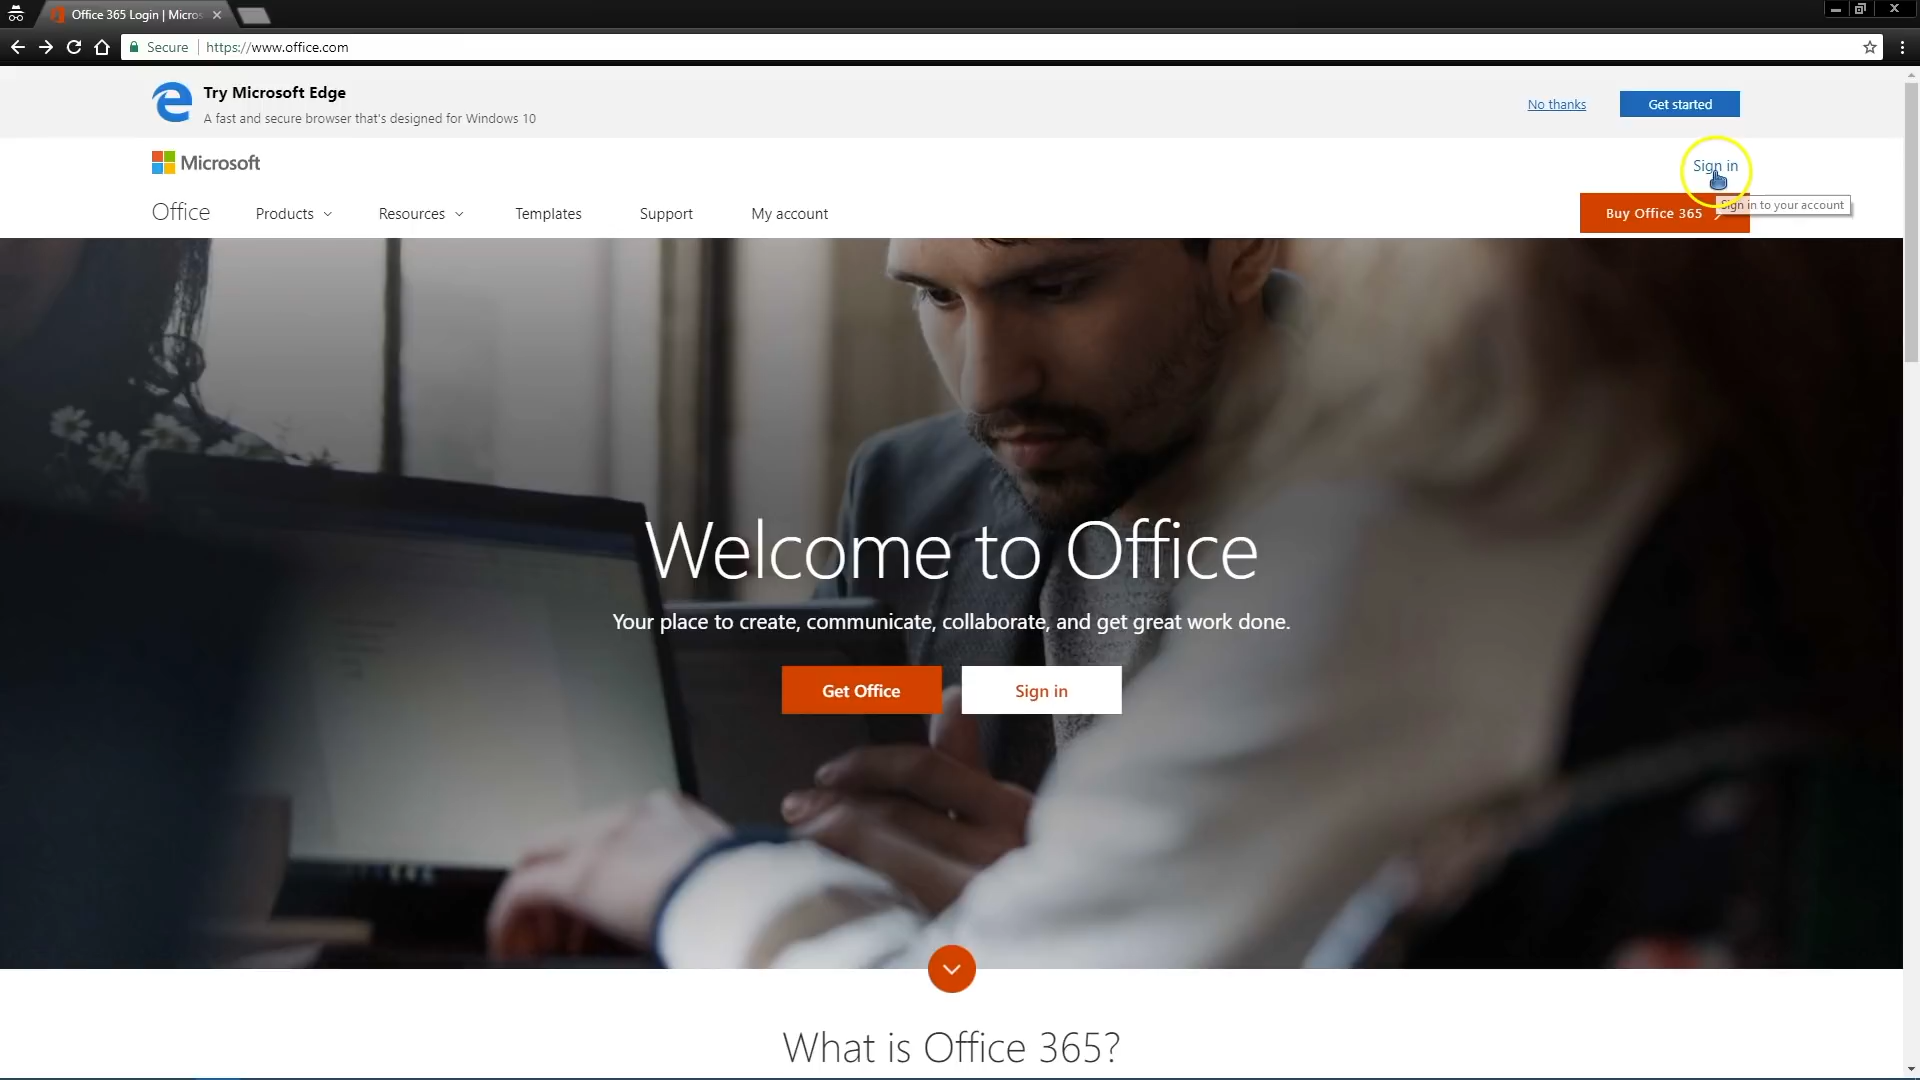 Office 365 Login | Micros
Secure https://www.office.com
Try Microsoft Edge
A fast and secure browser that's designed for Windows 10
No thanks
Get started
Microsoft
Sign in
Sign in to your account
Office Products Resources Templates Support My account
Buy Office 365
Welcome to Office
Your place to create, communicate, collaborate, and get great work done.
Get Office
Sign in
What is Office 365?